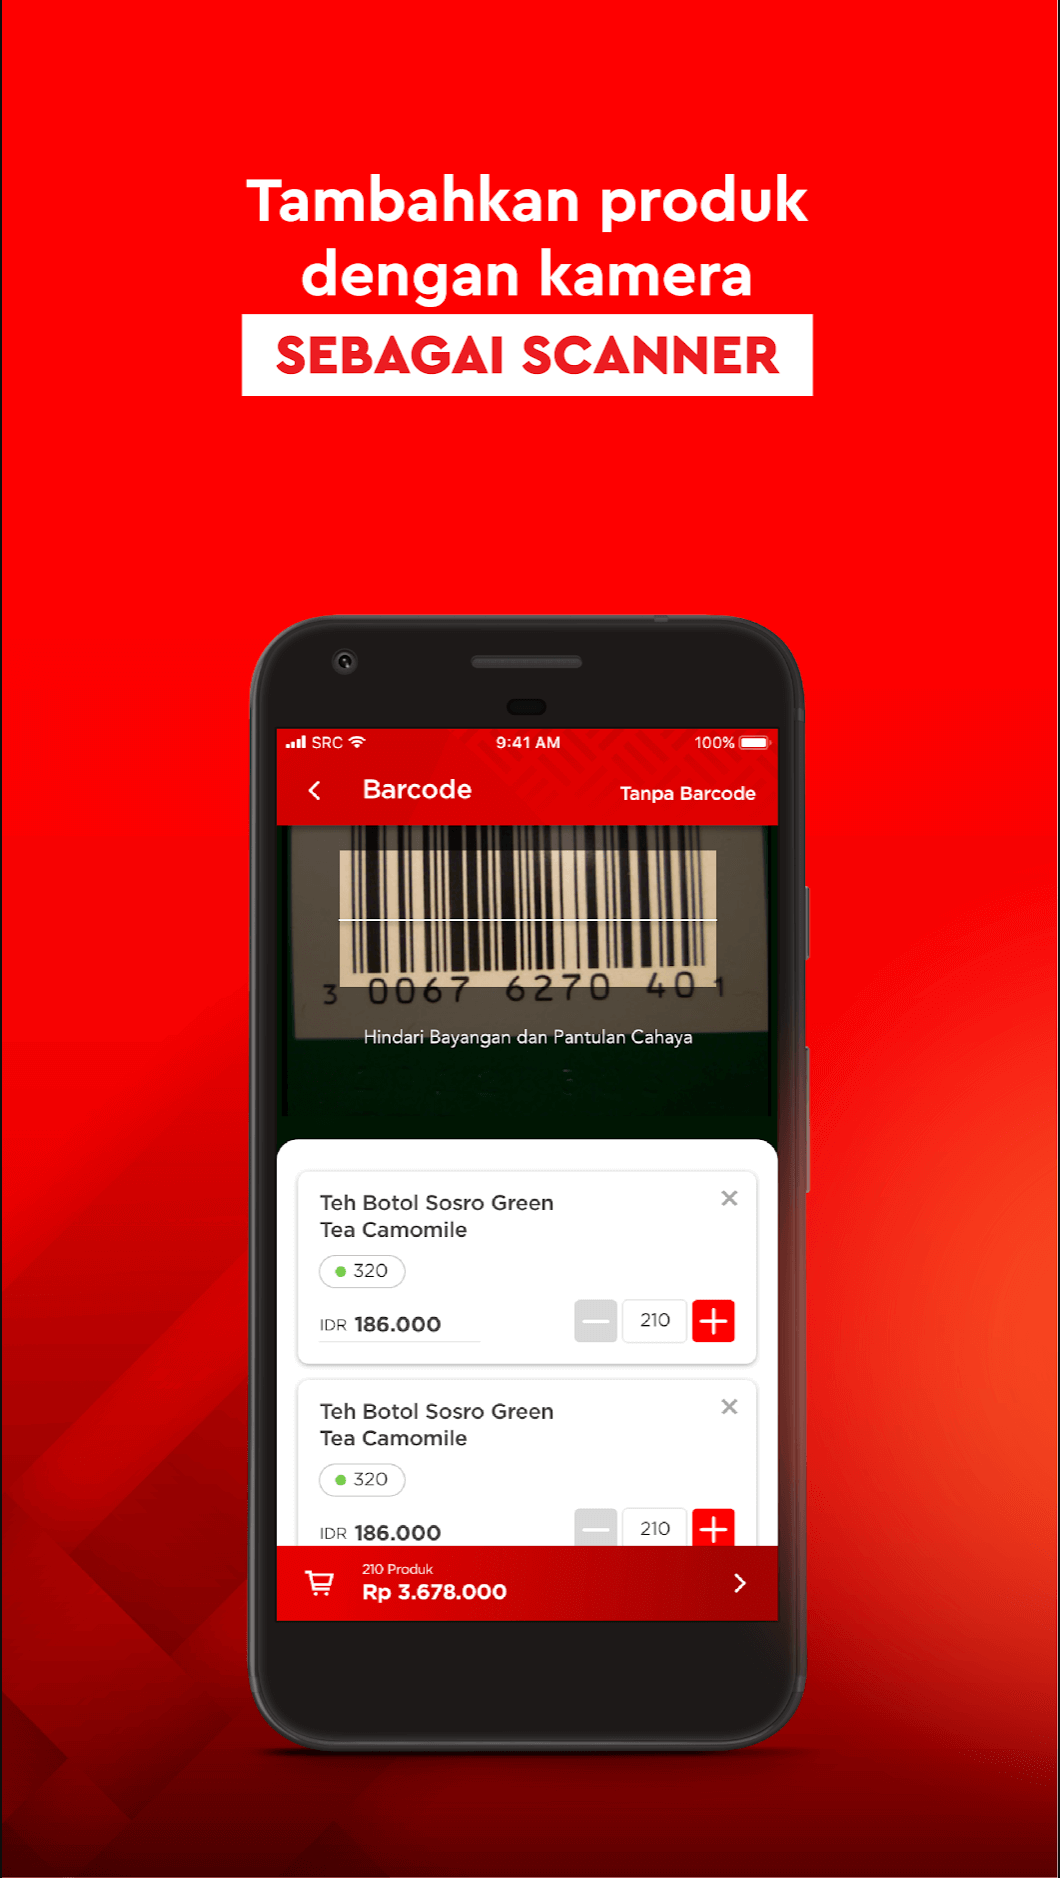 Tambahkan produk
dengan kamera
SEBAGAI SCANNER
SRC 9:41 AM 100%
Barcode Tanpa Barcode
3 0067 6270 40 1
Hindari Bayangan dan Pantulan Cahaya
Teh Botol Sosro Green
Tea Camomile
320
IDR 186.000 210
Teh Botol Sosro Green
Tea Camomile
320
IDR 186.000 210
210 Produk
Rp 3.678.000